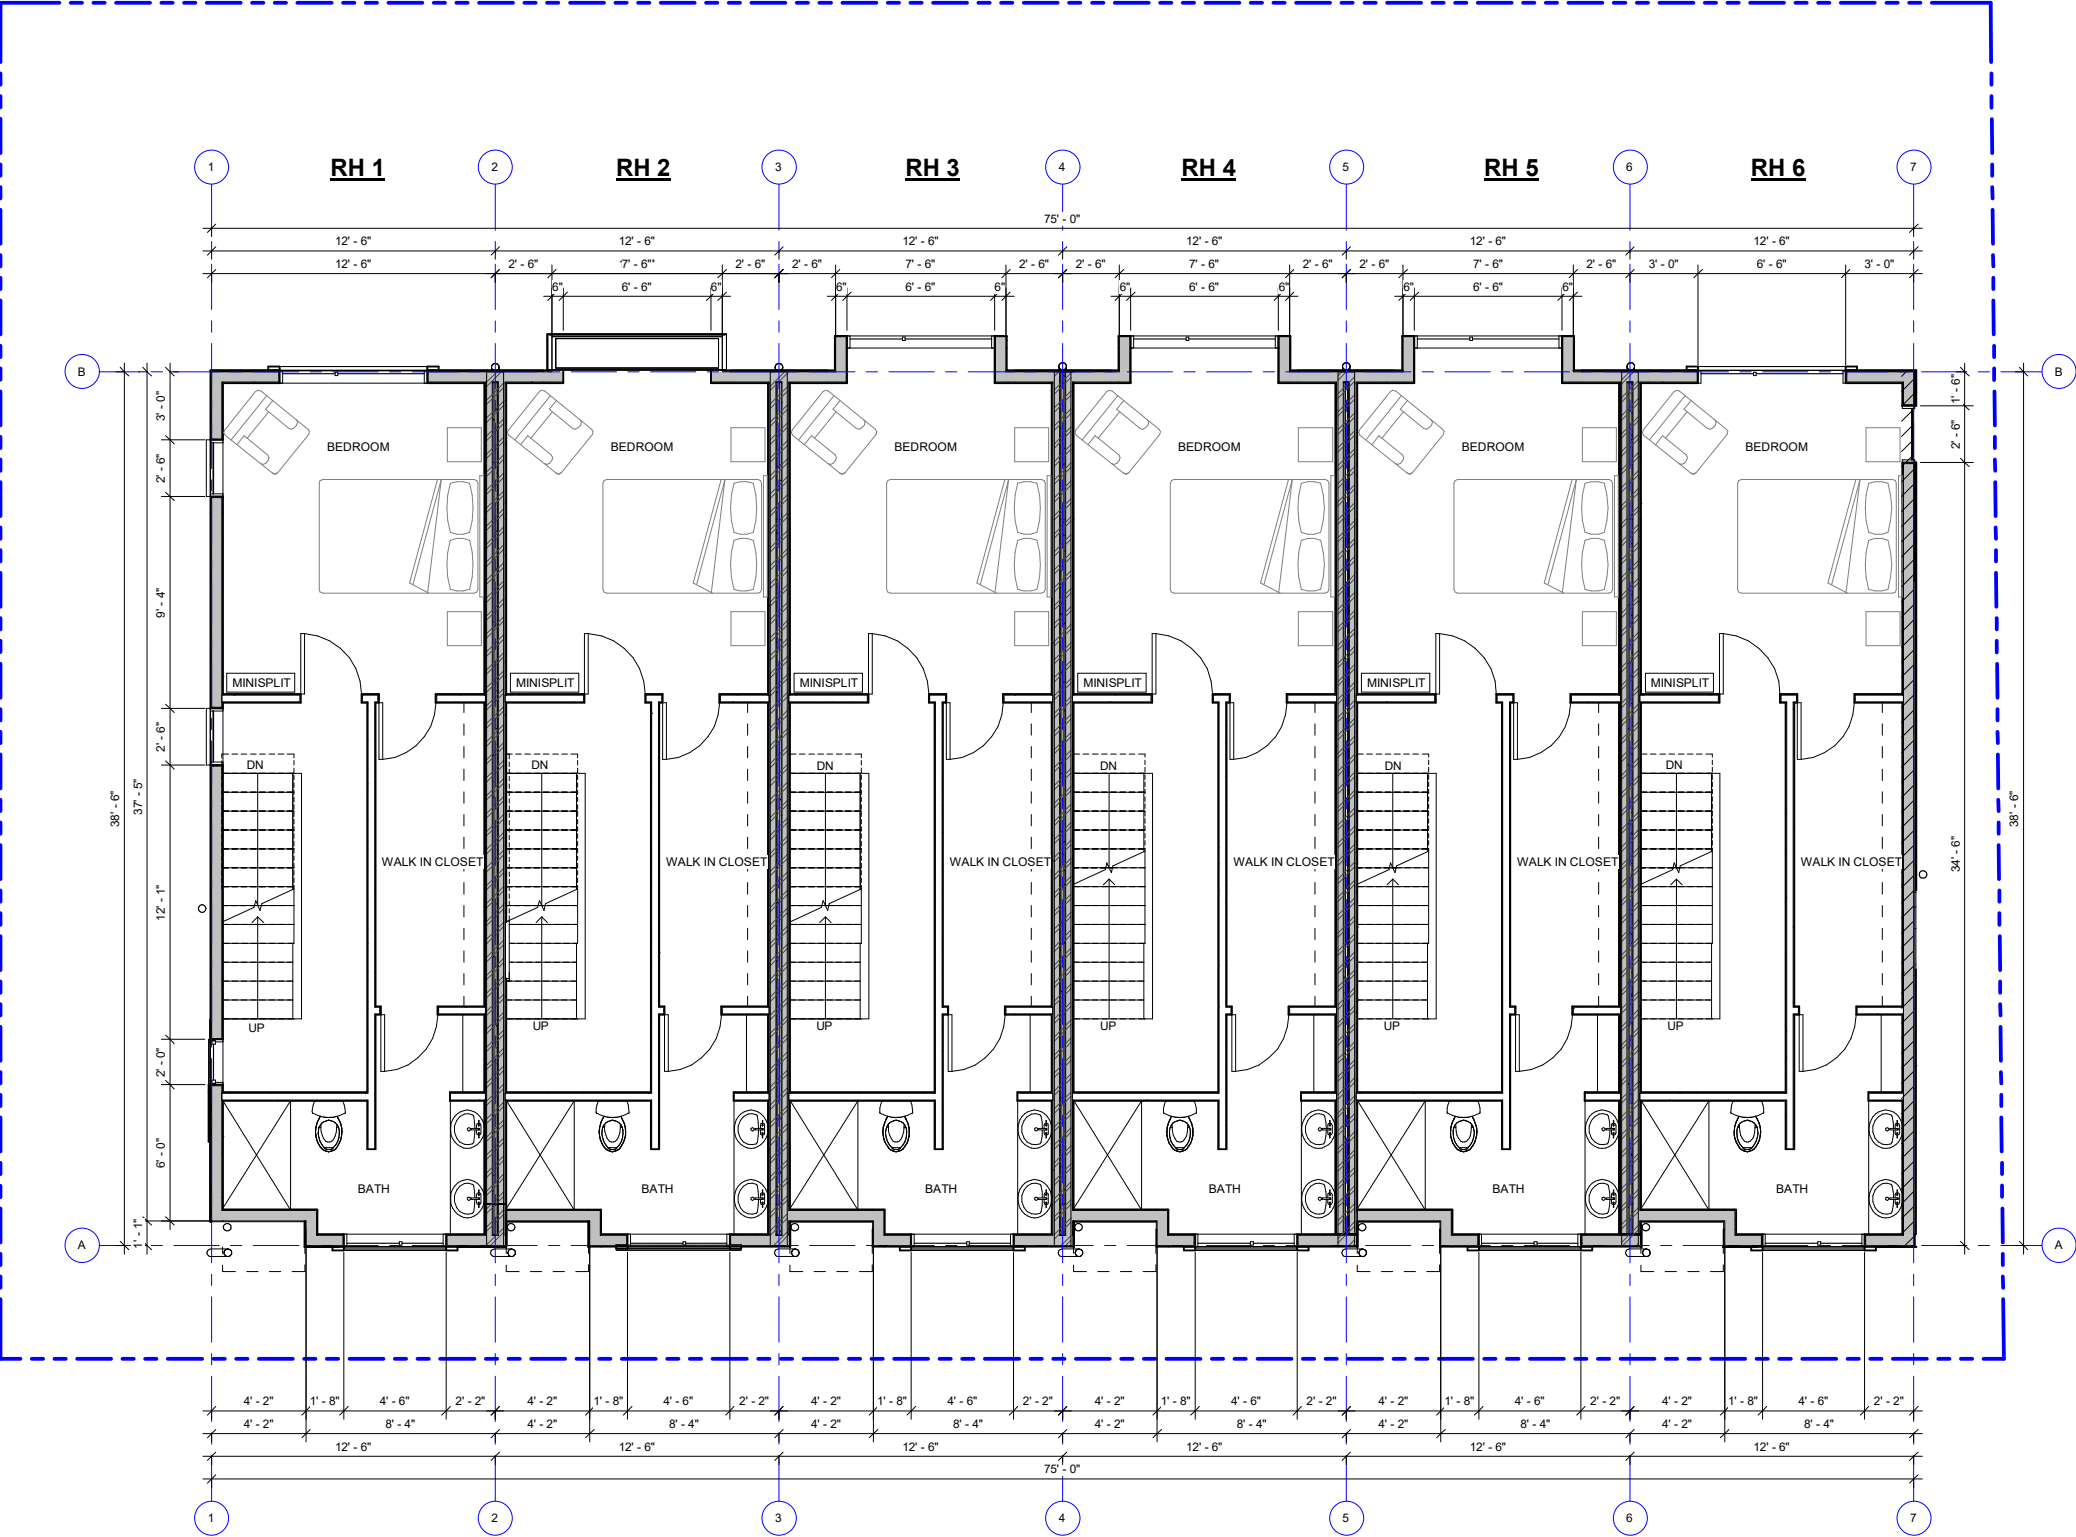 1 RH 1 2 RH 2 3 RH 3 4 RH 4 5 RH 5 6 RH 6 7
75' - 0"
12' - 6" 12' - 6" 12' - 6" 12' - 6" 12' - 6" 12' - 6"
12' - 6" 2' - 6" 7' - 6" 2' - 6" 2' - 6" 7' - 6" 2' - 6" 2' - 6" 7' - 6" 2' - 6" 2' - 6" 7' - 6" 2' - 6" 3' - 0" 6' - 6" 3' - 0"
6" 6' - 6" 6" 6" 6' - 6" 6" 6" 6' - 6" 6" 6" 6' - 6" 6"
B B
3' - 0" 1' - 6"
BEDROOM BEDROOM BEDROOM BEDROOM BEDROOM BEDROOM
2' - 6" 2' - 6"
9' - 4"
MINISPLIT MINISPLIT MINISPLIT MINISPLIT MINISPLIT MINISPLIT
2' - 6"
DN DN DN DN DN DN
38' - 6" 37' - 5" 38' - 6"
WALK IN CLOSET WALK IN CLOSET WALK IN CLOSET WALK IN CLOSET WALK IN CLOSET WALK IN CLOSET
34' - 6"
12' - 1"
UP UP UP UP UP UP
2' - 0"
6' - 0"
BATH BATH BATH BATH BATH BATH
1' - 1"
A A
4' - 2" 1' - 8" 4' - 6" 2' - 2" 4' - 2" 1' - 8" 4' - 6" 2' - 2" 4' - 2" 1' - 8" 4' - 6" 2' - 2" 4' - 2" 1' - 8" 4' - 6" 2' - 2" 4' - 2" 1' - 8" 4' - 6" 2' - 2" 4' - 2" 1' - 8" 4' - 6" 2' - 2"
4' - 2" 8' - 4" 4' - 2" 8' - 4" 4' - 2" 8' - 4" 4' - 2" 8' - 4" 4' - 2" 8' - 4" 4' - 2" 8' - 4"
12' - 6" 12' - 6" 12' - 6" 12' - 6" 12' - 6" 12' - 6"
75' - 0"
1 2 3 4 5 6 7